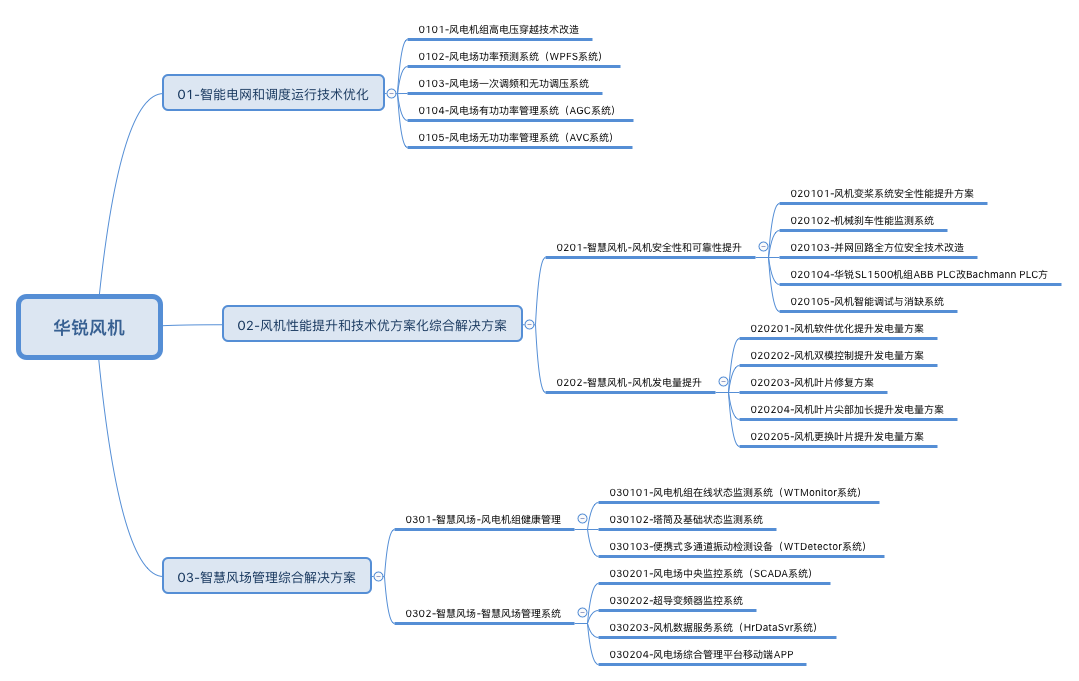 华锐风机
01-智能电网和调度运行技术优化
0101-风电机组高电压穿越技术改造
0102-风电场功率预测系统（WPFS系统）
0103-风电场一次调频和无功调压系统
0104-风电场有功功率管理系统（AGC系统）
0105-风电场无功功率管理系统（AVC系统）
02-风机性能提升和技术优方案化综合解决方案
0201-智慧风机-风机安全性和可靠性提升
020101-风机变桨系统安全性能提升方案
020102-机械刹车性能监测系统
020103-并网回路全方位安全技术改造
020104-华锐SL1500机组ABB PLC改Bachmann PLC方
020105-风机智能调试与消缺系统
0202-智慧风机-风机发电量提升
020201-风机软件优化提升发电量方案
020202-风机双模控制提升发电量方案
020203-风机叶片修复方案
020204-风机叶片尖部加长提升发电量方案
020205-风机更换叶片提升发电量方案
03-智慧风场管理综合解决方案
0301-智慧风场-风电机组健康管理
030101-风电机组在线状态监测系统（WTMonitor系统）
030102-塔筒及基础状态监测系统
030103-便携式多通道振动检测设备（WTDetector系统）
0302-智慧风场-智慧风场管理系统
030201-风电场中央监控系统（SCADA系统）
030202-超导变频器监控系统
030203-风机数据服务系统（HrDataSvr系统）
030204-风电场综合管理平台移动端APP